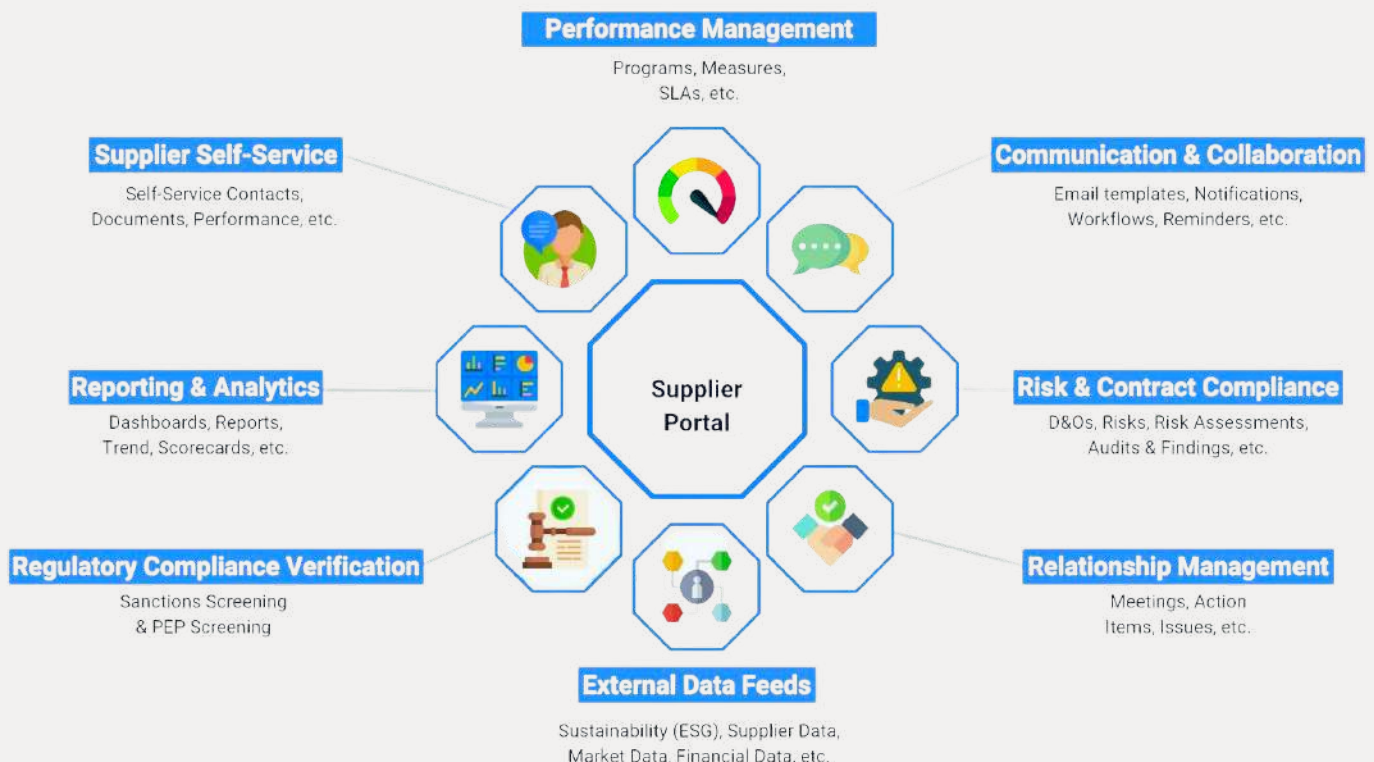 Performance Management
Programs, Measures,
SLAs, etc.
Supplier Self-Service
Self-Service Contacts,
Documents, Performance, etc.
Communication & Collaboration
Email templates, Notifications,
Workflows, Reminders, etc.
Reporting & Analytics
Dashboards, Reports,
Trend, Scorecards, etc.
Supplier
Portal
Risk & Contract Compliance
D&Os, Risks, Risk Assessments,
Audits & Findings, etc.
Regulatory Compliance Verification
Sanctions Screening
& PEP Screening
Relationship Management
Meetings, Action
Items, Issues, etc.
External Data Feeds
Sustainability (ESG), Supplier Data,
Market Data, Financial Data, etc.